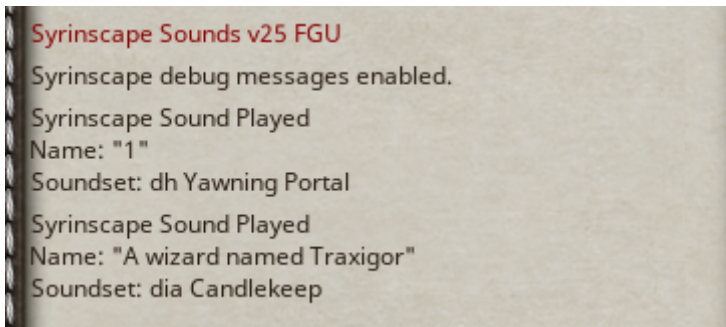 Syrinscape Sounds v25 FGU
Syrinscape debug messages enabled.
Syrinscape Sound Played
Name: "1"
Soundset: dh Yawning Portal
Syrinscape Sound Played
Name: "A wizard named Traxigor"
Soundset: dia Candlekeep